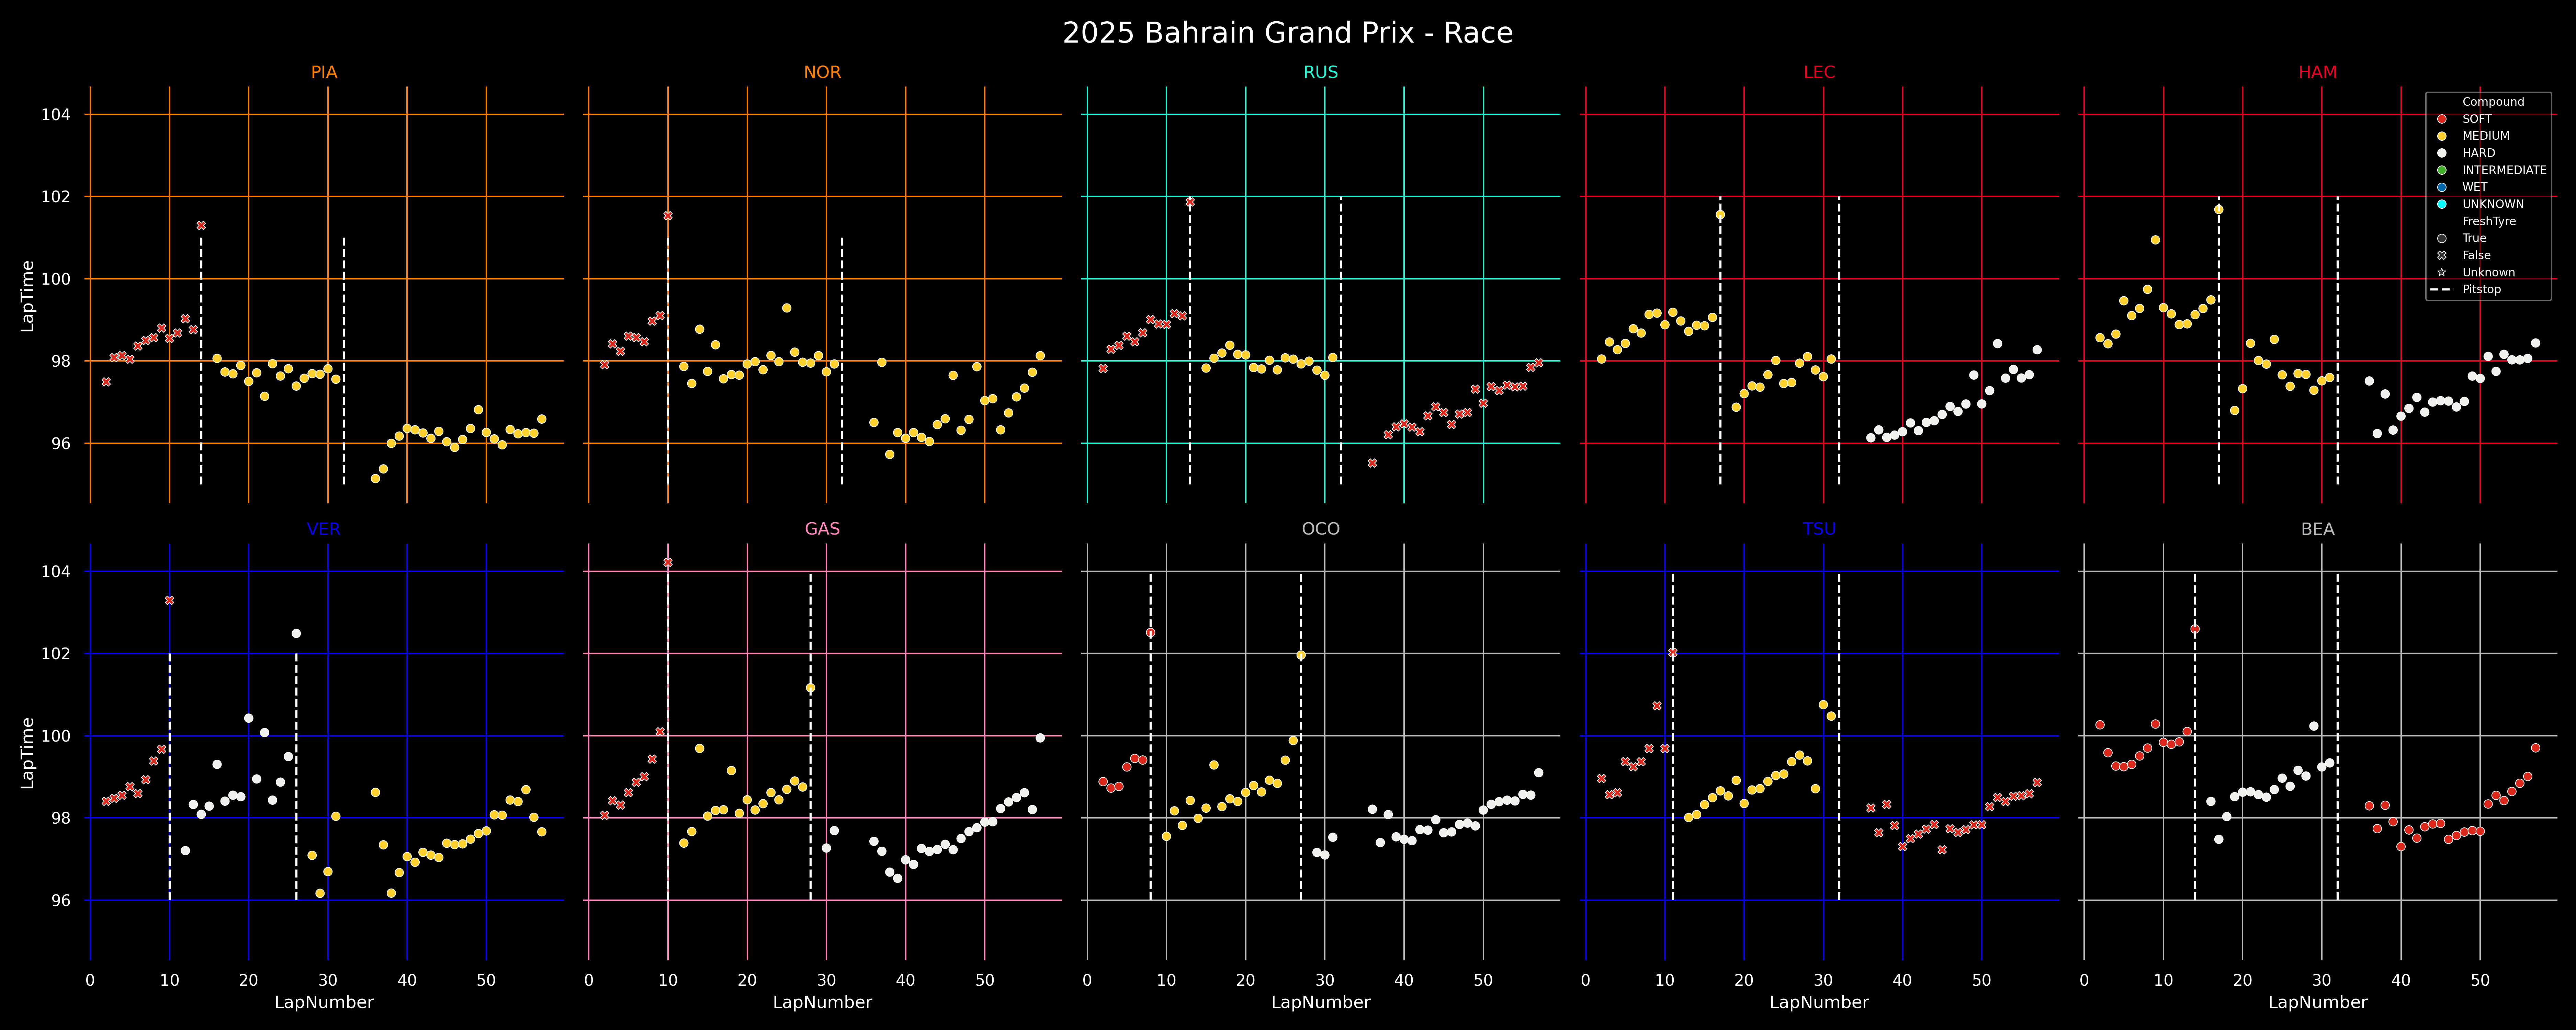 2025 Bahrain Grand Prix - Race
PIA
NOR
RUS
LEC
HAM
LapTime
104
102
100
98
96
Compound
SOFT
MEDIUM
HARD
INTERMEDIATE
WET
UNKNOWN
FreshTyre
True
False
Unknown
Pitstop
VER
GAS
OCO
TSU
BEA
LapTime
104
102
100
98
96
0 10 20 30 40 50
0 10 20 30 40 50
0 10 20 30 40 50
0 10 20 30 40 50
0 10 20 30 40 50
LapNumber
LapNumber
LapNumber
LapNumber
LapNumber